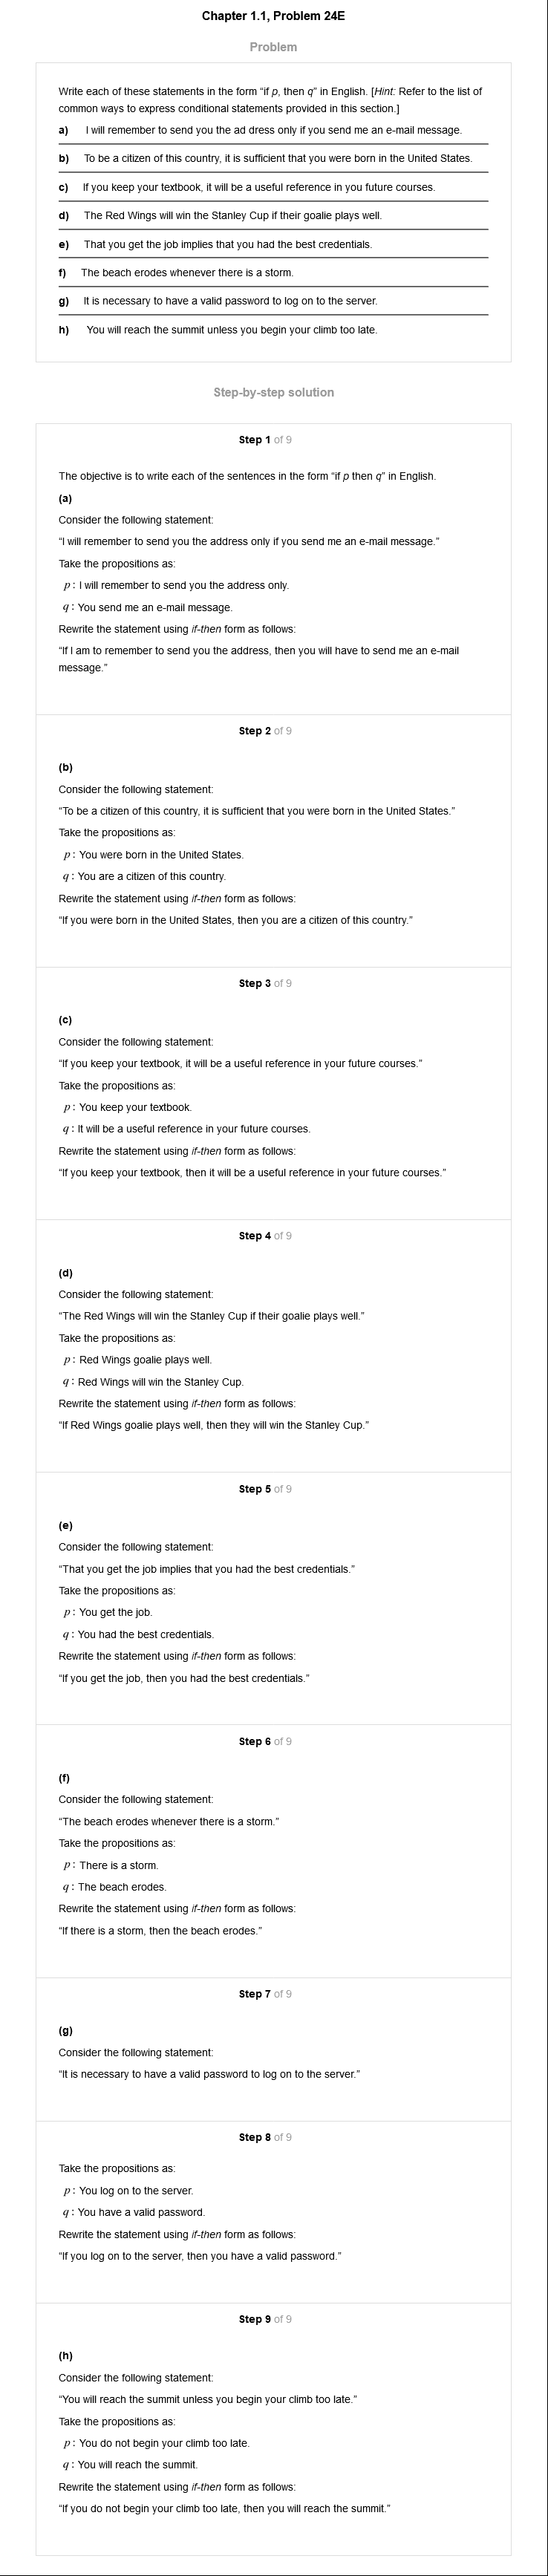 Chapter 1.1, Problem 24E
Problem
Write each of these statements in the form “if p, then q” in English. [Hint: Refer to the list of
common ways to express conditional statements provided in this section.]
a) I will remember to send you the ad dress only if you send me an e-mail message.
b) To be a citizen of this country, it is sufficient that you were born in the United States.
c) If you keep your textbook, it will be a useful reference in you future courses.
d) The Red Wings will win the Stanley Cup if their goalie plays well.
e) That you get the job implies that you had the best credentials.
f) The beach erodes whenever there is a storm.
g) It is necessary to have a valid password to log on to the server.
h) You will reach the summit unless you begin your climb too late.
Step-by-step solution
Step 1 of 9
The objective is to write each of the sentences in the form “if p then q” in English.
(a)
Consider the following statement:
“I will remember to send you the address only if you send me an e-mail message.”
Take the propositions as:
p : I will remember to send you the address only.
q : You send me an e-mail message.
Rewrite the statement using if-then form as follows:
“If I am to remember to send you the address, then you will have to send me an e-mail
message.”
Step 2 of 9
(b)
Consider the following statement:
“To be a citizen of this country, it is sufficient that you were born in the United States.”
Take the propositions as:
p : You were born in the United States.
q : You are a citizen of this country.
Rewrite the statement using if-then form as follows:
“If you were born in the United States, then you are a citizen of this country.”
Step 3 of 9
(c)
Consider the following statement:
“If you keep your textbook, it will be a useful reference in your future courses.”
Take the propositions as:
p : You keep your textbook.
q : It will be a useful reference in your future courses.
Rewrite the statement using if-then form as follows:
“If you keep your textbook, then it will be a useful reference in your future courses.”
Step 4 of 9
(d)
Consider the following statement:
“The Red Wings will win the Stanley Cup if their goalie plays well.”
Take the propositions as:
p : Red Wings goalie plays well.
q : Red Wings will win the Stanley Cup.
Rewrite the statement using if-then form as follows:
“If Red Wings goalie plays well, then they will win the Stanley Cup.”
Step 5 of 9
(e)
Consider the following statement:
“That you get the job implies that you had the best credentials.”
Take the propositions as:
p : You get the job.
q : You had the best credentials.
Rewrite the statement using if-then form as follows:
“If you get the job, then you had the best credentials.”
Step 6 of 9
(f)
Consider the following statement:
“The beach erodes whenever there is a storm.”
Take the propositions as:
p : There is a storm.
q : The beach erodes.
Rewrite the statement using if-then form as follows:
“If there is a storm, then the beach erodes.”
Step 7 of 9
(g)
Consider the following statement:
“It is necessary to have a valid password to log on to the server.”
Step 8 of 9
Take the propositions as:
p : You log on to the server.
q : You have a valid password.
Rewrite the statement using if-then form as follows:
“If you log on to the server, then you have a valid password.”
Step 9 of 9
(h)
Consider the following statement:
“You will reach the summit unless you begin your climb too late.”
Take the propositions as:
p : You do not begin your climb too late.
q : You will reach the summit.
Rewrite the statement using if-then form as follows:
“If you do not begin your climb too late, then you will reach the summit.”